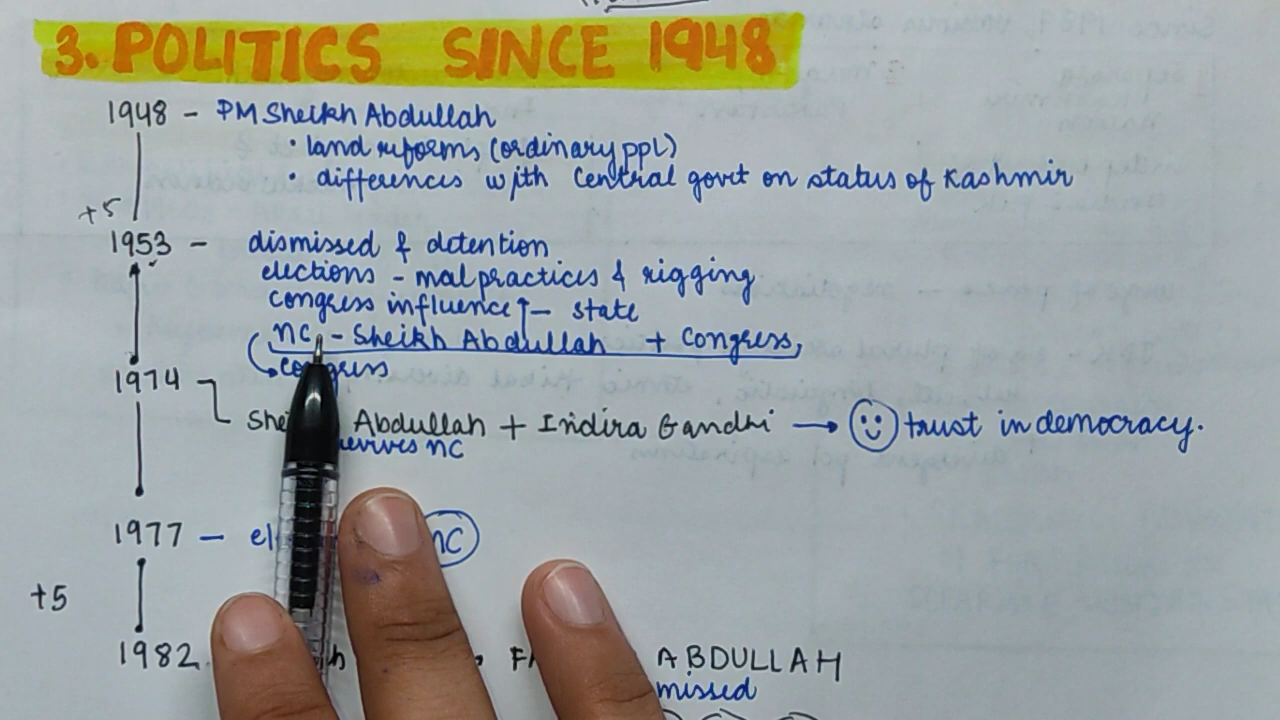 3. POLITICS SINCE 1948
1948 - PM Sheikh Abdullah
• land reforms (ordinary ppl)
• differences with central govt on status of Kashmir
+5
1953 - dismissed & detention
elections - malpractices & rigging
congress influence ↑ - state
NC - Sheikh Abdullah + Congress,
congress
1974
Abdullah + Indira Gandhi → trust in democracy.
revives NC
1977 -
NC
+5
1982
ABDULLAH
missed